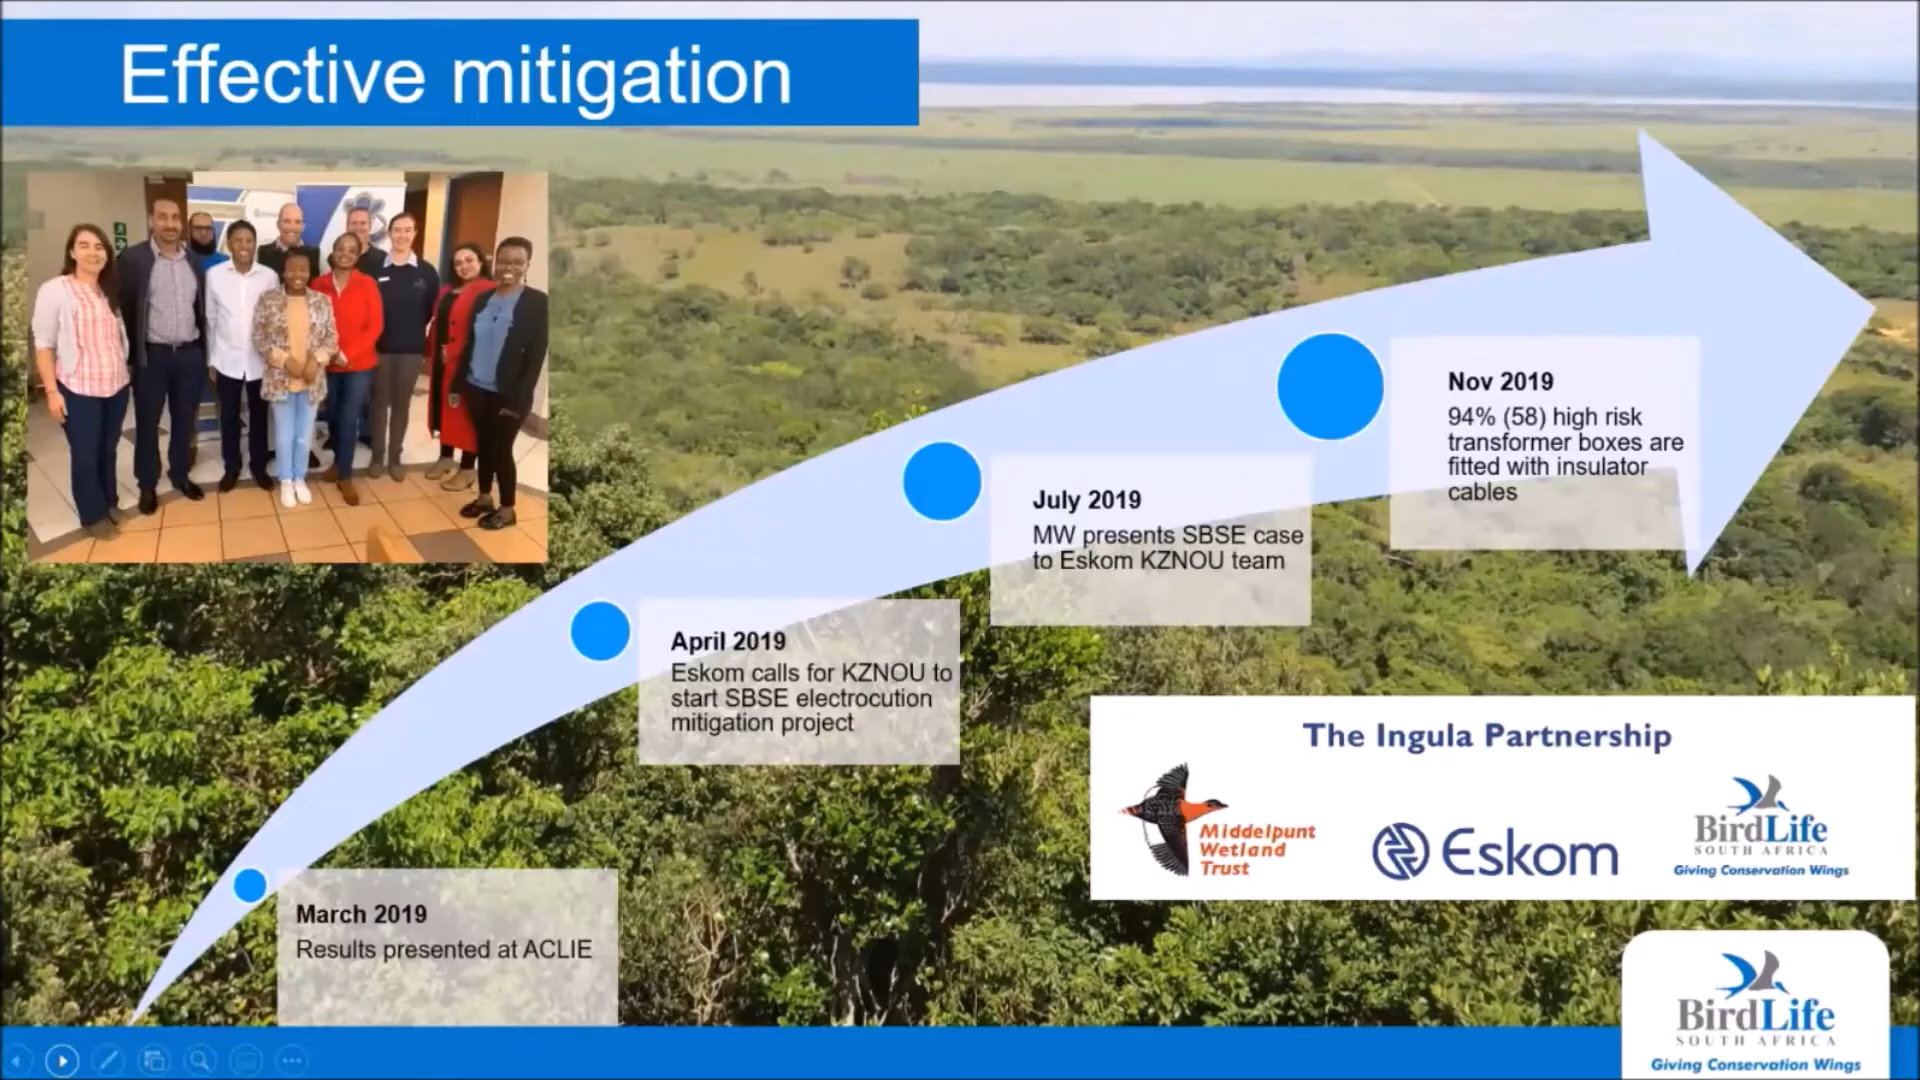 Effective mitigation
Nov 2019
94% (58) high risk
transformer boxes are
fitted with insulator
cables
July 2019
MW presents SBSE case
to Eskom KZNOU team
April 2019
Eskom calls for KZNOU to
start SBSE electrocution
mitigation project
March 2019
Results presented at ACLIE
The Ingula Partnership
Middelpunt
Wetland
Trust
Eskom
BirdLife
SOUTH AFRICA
Giving Conservation Wings
BirdLife
SOUTH AFRICA
Giving Conservation Wings